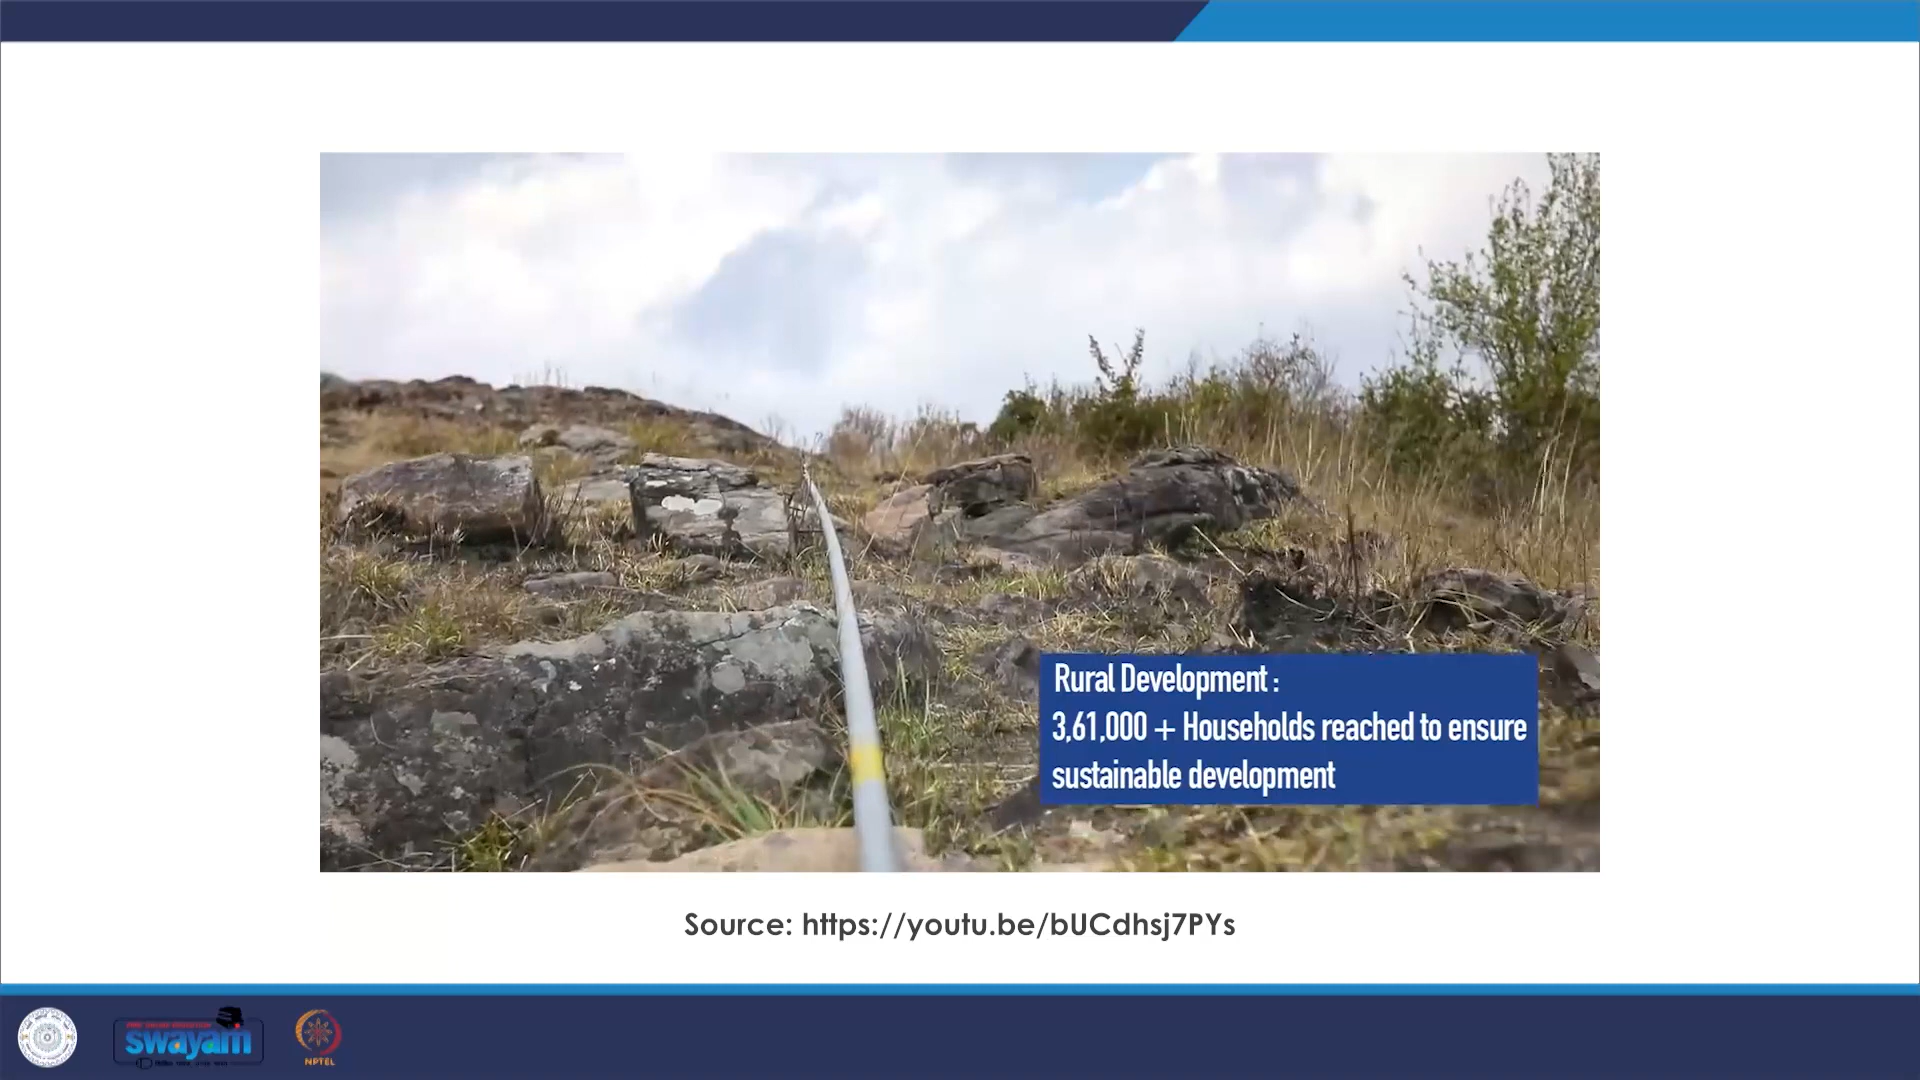 Rural Development :
3,61,000 + Households reached to ensure
sustainable development
Source: https://youtu.be/bUCdhsj7PYs
swayam
NPTEL